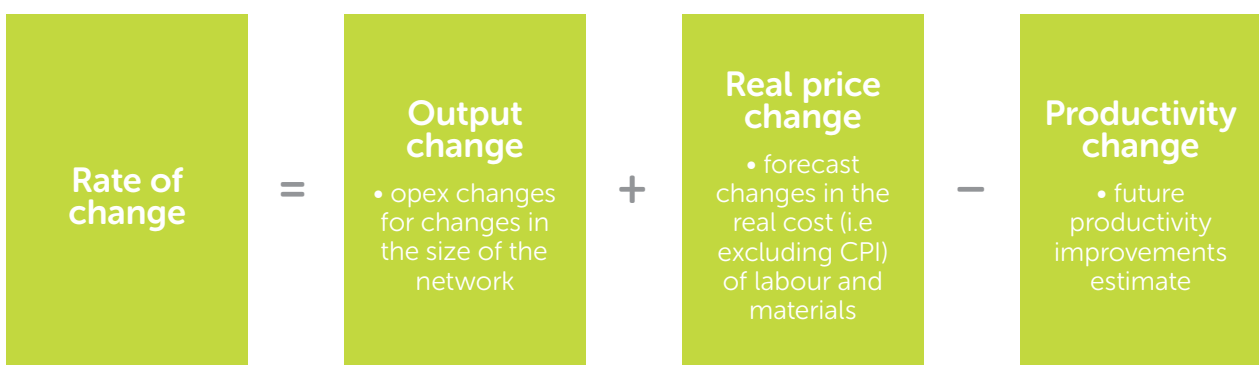 Rate of
change
=
Output
change
• opex changes
for changes in
the size of the
network
+
Real price
change
• forecast
changes in the
real cost (i.e
excluding CPI)
of labour and
materials
−
Productivity
change
• future
productivity
improvements
estimate